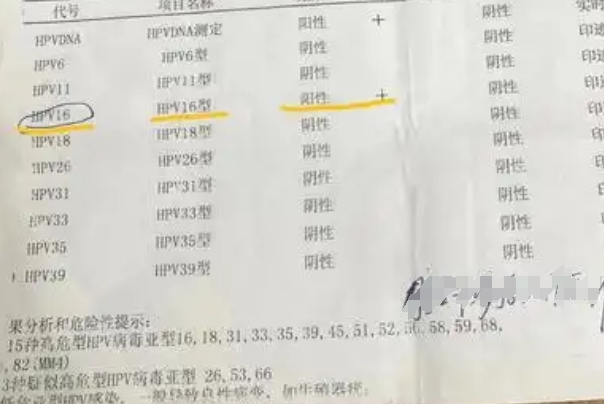 代号 项目名称
HPVDNA HPVDNA测定 阳性 + 阴性
HPV6 HPV6型 阴性 阴性
HPV11 HPV11型 阴性 阴性
HPV16 HPV16型 阳性 + 阴性
HPV18 HPV18型 阴性 阴性
HPV26 HPV26型 阴性 阴性
HPV31 HPV31型 阴性 阴性
HPV33 HPV33型 阴性 阴性
HPV35 HPV35型 阴性 阴性
HPV39 HPV39型 阴性
果分析和危险性提示:
15种高危型HPV病毒亚型16,18,31,33,35,39,45,51,52,56,58,59,68,
82(MM4)
3种疑似高危型HPV病毒亚型 26,53,66